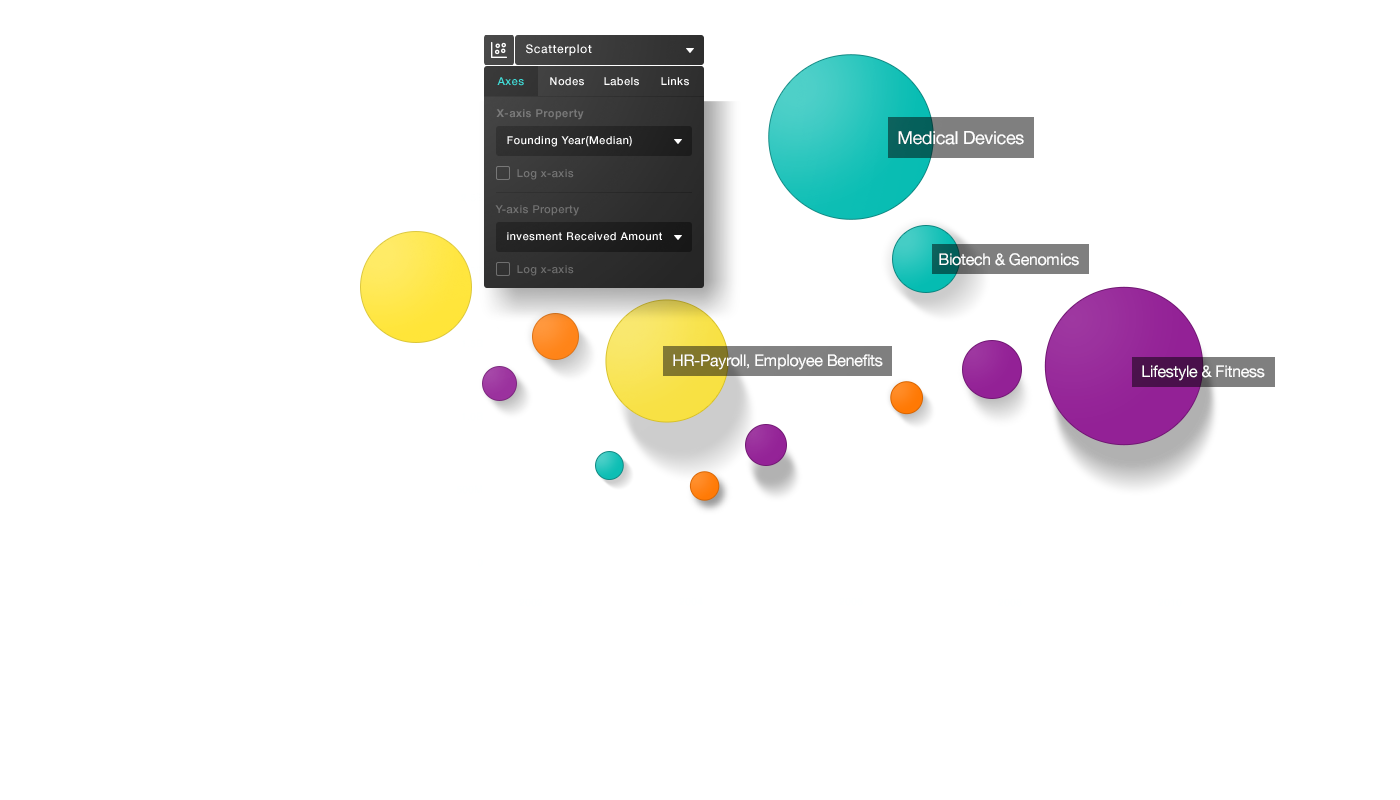 Scatterplot
Axes Nodes Labels Links
X-axis Property
Founding Year(Median)
Log x-axis
Y-axis Property
invesment Received Amount
Log x-axis
Medical Devices
Biotech & Genomics
HR-Payroll, Employee Benefits
Lifestyle & Fitness